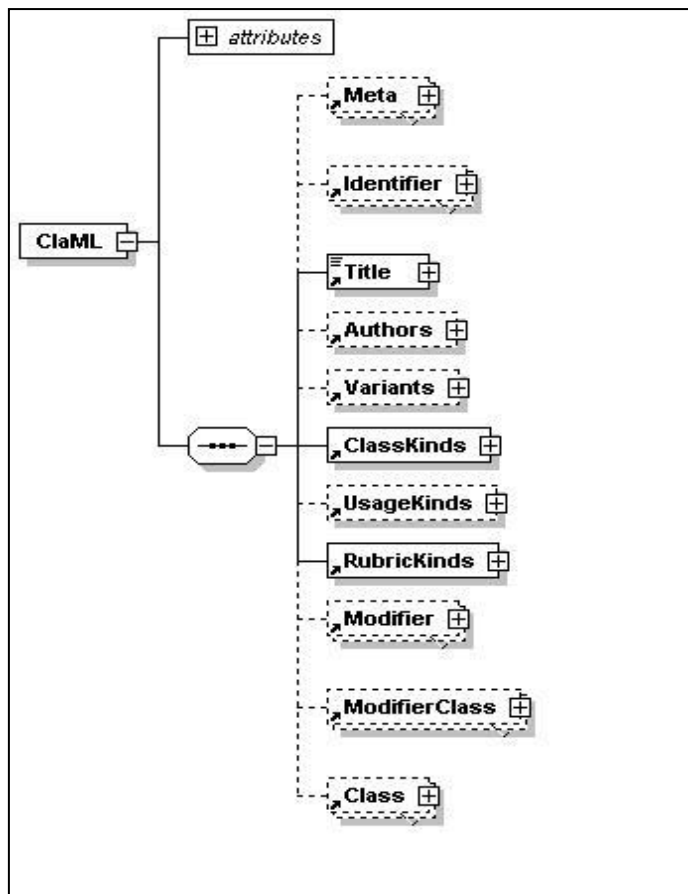 attributes
Meta
Identifier
ClaML
Title
Authors
Variants
ClassKinds
UsageKinds
RubricKinds
Modifier
ModifierClass
Class